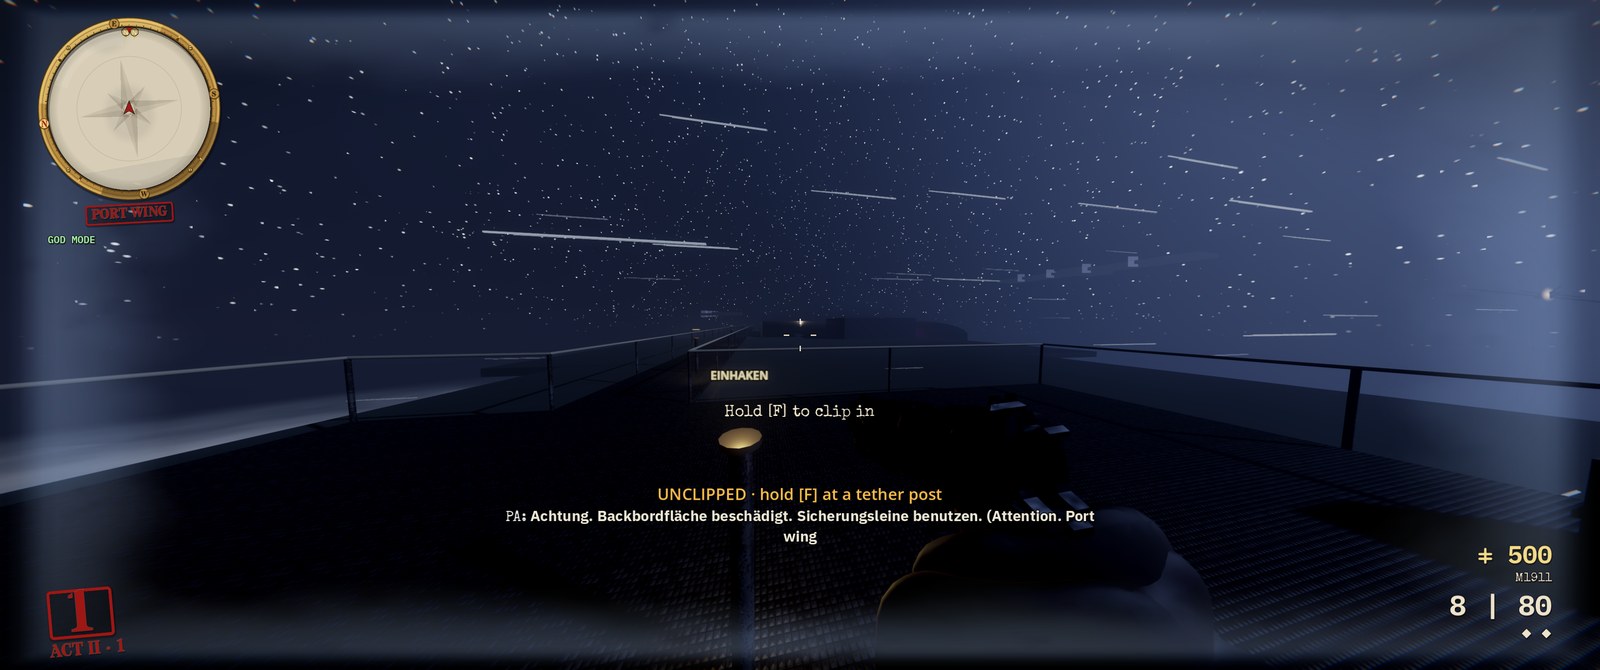 E
S
N
W
PORT WING
GOD MODE
EINHAKEN
Hold [F] to clip in
UNCLIPPED · hold [F] at a tether post
PA: Achtung. Backbordfläche beschädigt. Sicherungsleine benutzen. (Attention. Port
wing
‡ 500
M1911
8 | 80
1
ACT II - 1